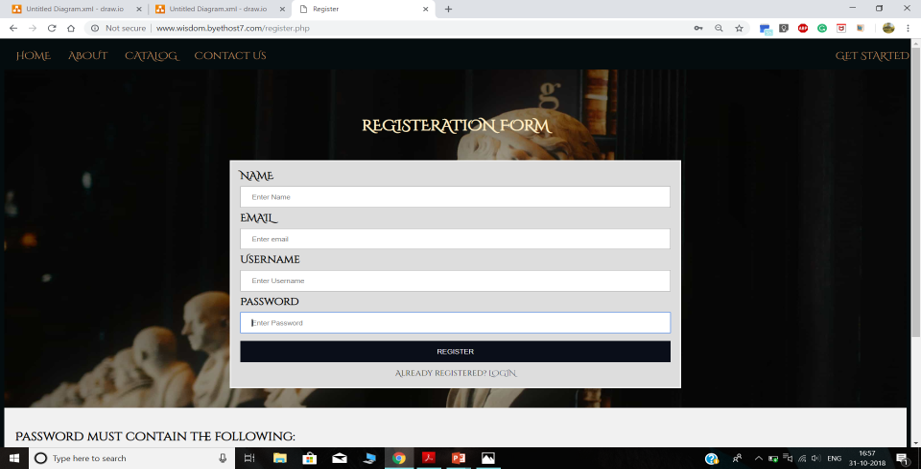 Untitled Diagram.xml - draw.io
Untitled Diagram.xml - draw.io
Register
Not secure | www.wisdom.byethost7.com/register.php
HOME ABOUT CATALOG CONTACT US GET STARTED
REGISTERATION FORM
NAME
Enter Name
EMAIL
Enter email
USERNAME
Enter Username
PASSWORD
Enter Password
REGISTER
ALREADY REGISTERED? LOGIN
PASSWORD MUST CONTAIN THE FOLLOWING:
Type here to search
ENG
16:57
31-10-2018